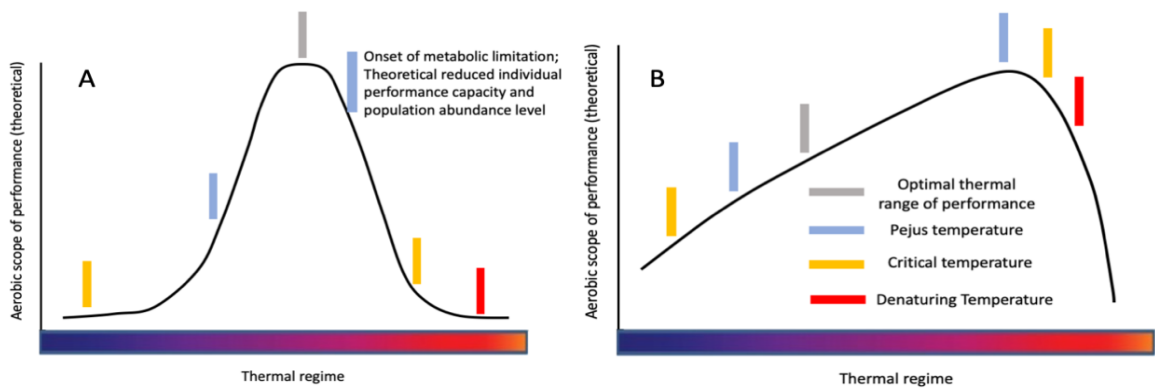 A
Onset of metabolic limitation;
Theoretical reduced individual
performance capacity and
population abundance level
Aerobic scope of performance (theoretical)
Thermal regime
B
Aerobic scope of performance (theoretical)
Optimal thermal
range of performance
Pejus temperature
Critical temperature
Denaturing Temperature
Thermal regime